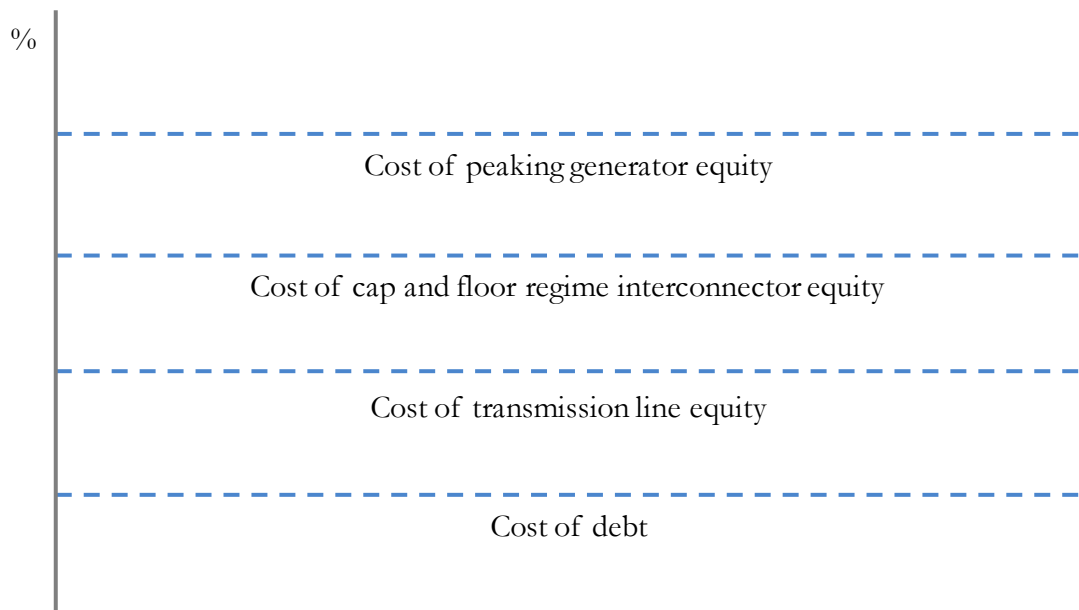 %
Cost of peaking generator equity
Cost of cap and floor regime interconnector equity
Cost of transmission line equity
Cost of debt